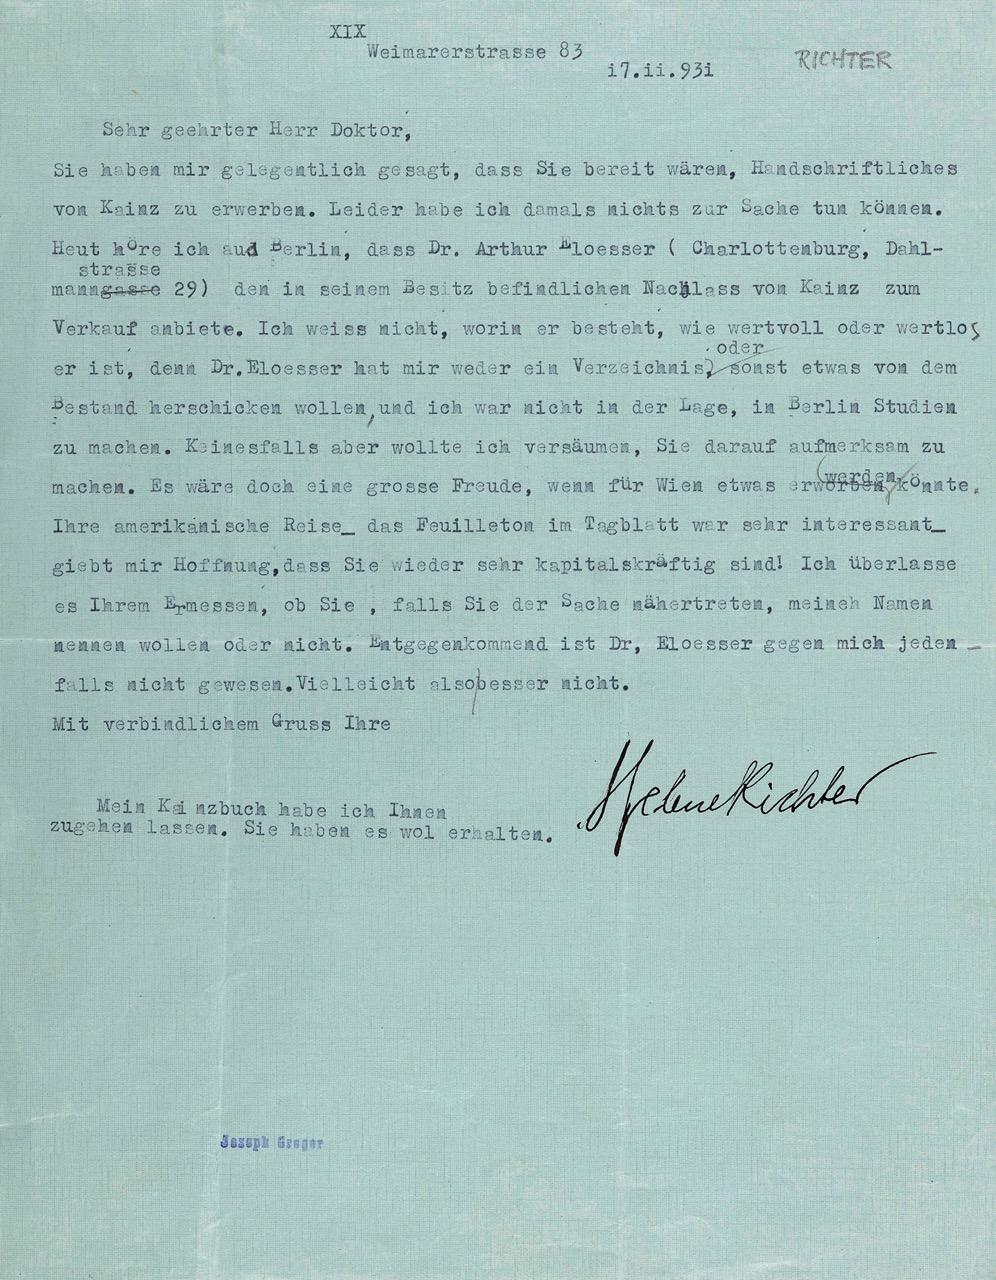 XIX
Weimarerstrasse 83
i7.ii.93i
RICHTER
Sehr geehrter Herr Doktor,
Sie haben mir gelegentlich gesagt, dass Sie bereit wären, Handschriftliches
von Kainz zu erwerben. Leider habe ich damals nichts zur Sache tun können.
Heut höre ich aud Berlin, dass Dr. Arthur Eloesser ( Charlottenburg, Dahl-
strasse
manngasse 29) den in seinem Besitz befindlichen Nachlass von Kainz zum
Verkauf anbiete. Ich weiss nicht, worin er besteht, wie wertvoll oder wertlos
oder
er ist, denn Dr.Eloesser hat mir weder ein Verzeichnis, sonst etwas von dem
Bestand herschicken wollen, und ich war nicht in der Lage, in Berlin Studien
zu machen. Keinesfalls aber wollte ich versäumen, Sie darauf aufmerksam zu
werden
machen. Es wäre doch eine grosse Freude, wenn für Wien etwas erworben könnte.
Ihre amerikanische Reise_ das Feuilleton im Tagblatt war sehr interessant_
giebt mir Hoffnung,dass Sie wieder sehr kapitalskräftig sind! Ich überlasse
es Ihrem Ermessen, ob Sie , falls Sie der Sache nähertreten, meineh Namen
nennen wollen oder nicht. Entgegenkommend ist Dr, Eloesser gegen mich jeden _
falls nicht gewesen.Vielleicht also besser nicht.
Mit verbindlichem Gruss Ihre
Helene Richter
Mein Kainzbuch habe ich Ihnen
zugehen lassen. Sie haben es wol erhalten.
Joseph Gregor